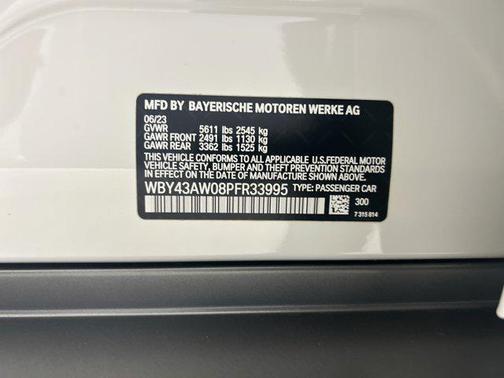 MFD BY BAYERISCHE MOTOREN WERKE AG
06/23
GVWR 5611 lbs 2545 kg
GAWR FRONT 2491 lbs 1130 kg
GAWR REAR 3362 lbs 1525 kg
THIS VEHICLE CONFORMS TO ALL APPLICABLE U.S.FEDERAL MOTOR
VEHICLE SAFETY, BUMPER, AND THEFT PREVENTION STANDARDS
IN EFFECT ON THE DATE OF MANUFACTURE SHOWN ABOVE.
WBY43AW08PFR33995 TYPE: PASSENGER CAR
300
7 315 814